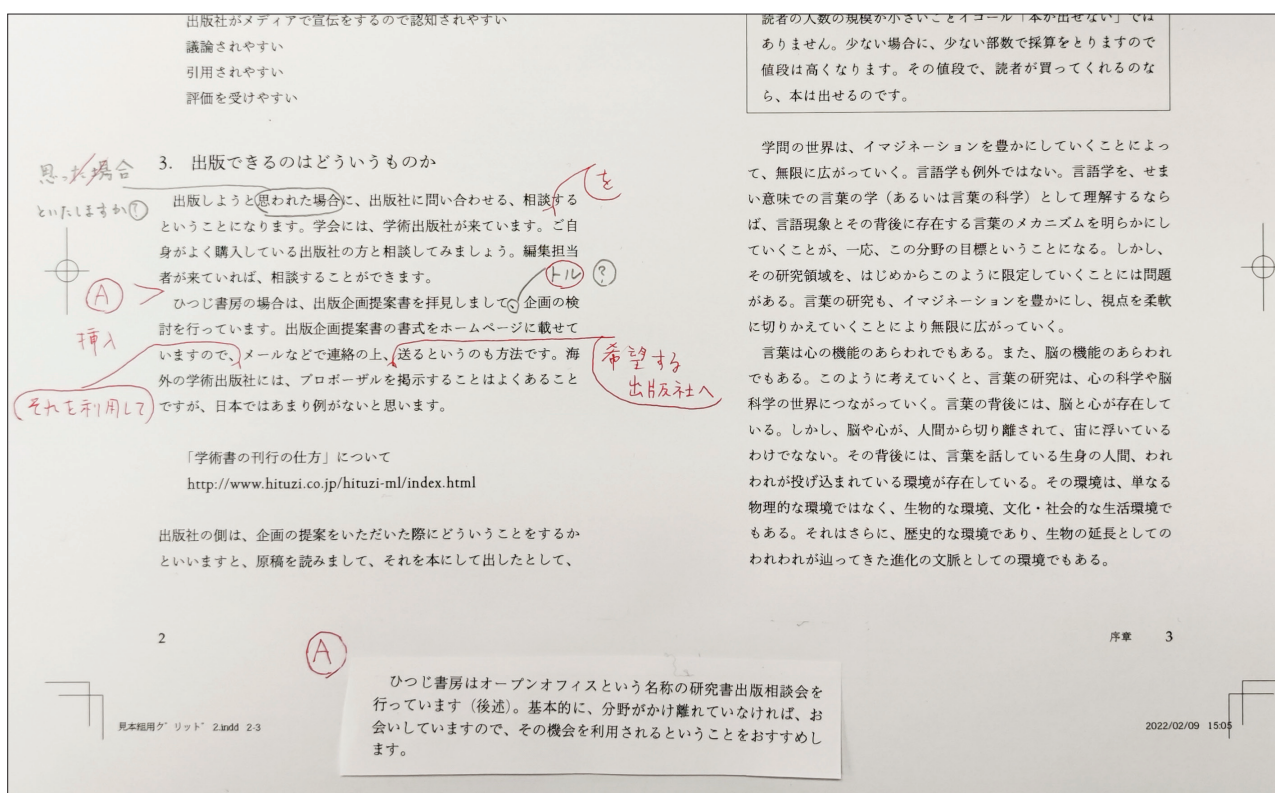 出版社がメディアで宣伝をするので認知されやすい
議論されやすい
引用されやすい
評価を受けやすい
3. 出版できるのはどういうものか
思った場合
といたしますか?
出版しようと思われた場合に、出版社に問い合わせる、相談する
を
ということになります。学会には、学術出版社が来ています。ご自
身がよく購入している出版社の方と相談してみましょう。編集担当
者が来ていれば、相談することができます。
トル ?
A
挿入
ひつじ書房の場合は、出版企画提案書を拝見しまして、企画の検
討を行っています。出版企画提案書の書式をホームページに載せて
いますので、メールなどで連絡の上、送るというのも方法です。海
希望する
出版社へ
外の学術出版社には、プロポーザルを掲示することはよくあること
それを利用して
ですが、日本ではあまり例がないと思います。
「学術書の刊行の仕方」について
http://www.hituzi.co.jp/hituzi-ml/index.html
出版社の側は、企画の提案をいただいた際にどういうことをするか
といいますと、原稿を読みまして、それを本にして出したとして、
2
読者の人数の規模が小さいことイコール「本が出せない」では
ありません。少ない場合に、少ない部数で採算をとりますので
値段は高くなります。その値段で、読者が買ってくれるのな
ら、本は出せるのです。
学問の世界は、イマジネーションを豊かにしていくことによっ
て、無限に広がっていく。言語学も例外ではない。言語学を、せま
い意味での言葉の学（あるいは言葉の科学）として理解するなら
ば、言語現象とその背後に存在する言葉のメカニズムを明らかにし
ていくことが、一応、この分野の目標ということになる。しかし、
その研究領域を、はじめからこのように限定していくことには問題
がある。言葉の研究も、イマジネーションを豊かにし、視点を柔軟
に切りかえていくことにより無限に広がっていく。
言葉は心の機能のあらわれでもある。また、脳の機能のあらわれ
でもある。このように考えていくと、言葉の研究は、心の科学や脳
科学の世界につながっていく。言葉の背後には、脳と心が存在して
いる。しかし、脳や心が、人間から切り離されて、宙に浮いている
わけでなない。その背後には、言葉を話している生身の人間、われ
われが投げ込まれている環境が存在している。その環境は、単なる
物理的な環境ではなく、生物的な環境、文化・社会的な生活環境で
もある。それはさらに、歴史的な環境であり、生物の延長としての
われわれが辿ってきた進化の文脈としての環境でもある。
序章 3
A
ひつじ書房はオープンオフィスという名称の研究書出版相談会を
行っています（後述）。基本的に、分野がかけ離れていなければ、お
会いしていますので、その機会を利用されるということをおすすめし
ます。
見本組用グリッド 2.indd 2-3
2022/02/09 15:05